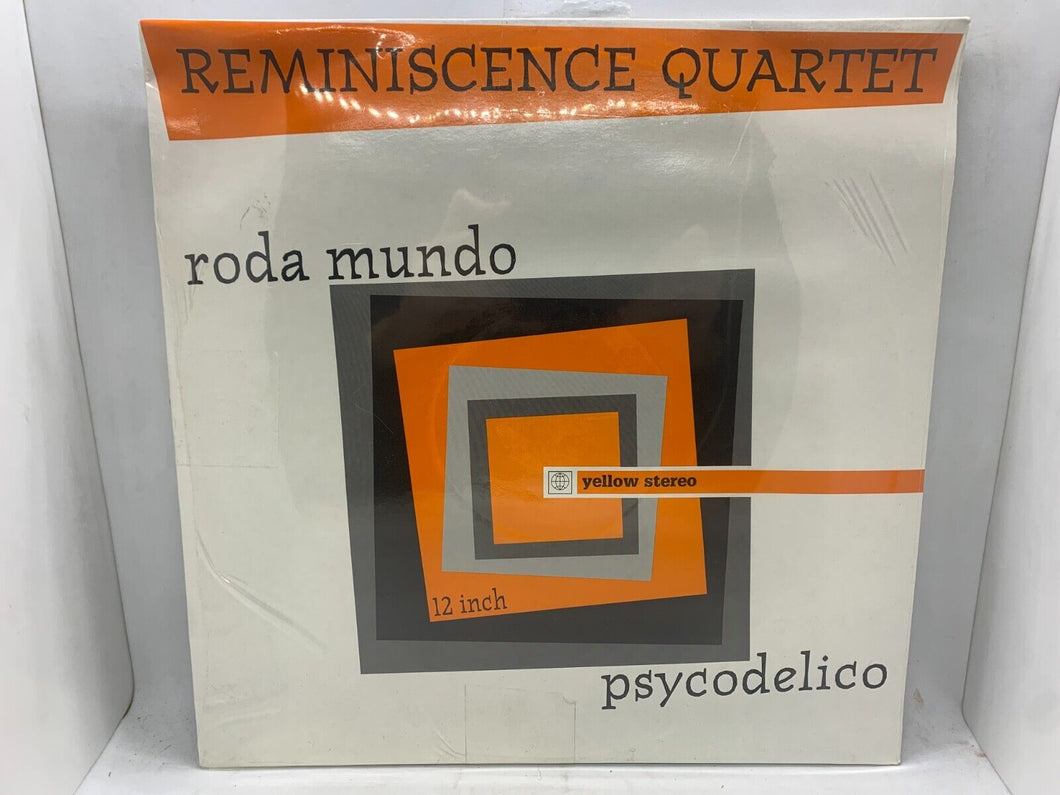 REMINISCENCE QUARTET
roda mundo
yellow stereo
12 inch
psycodelico